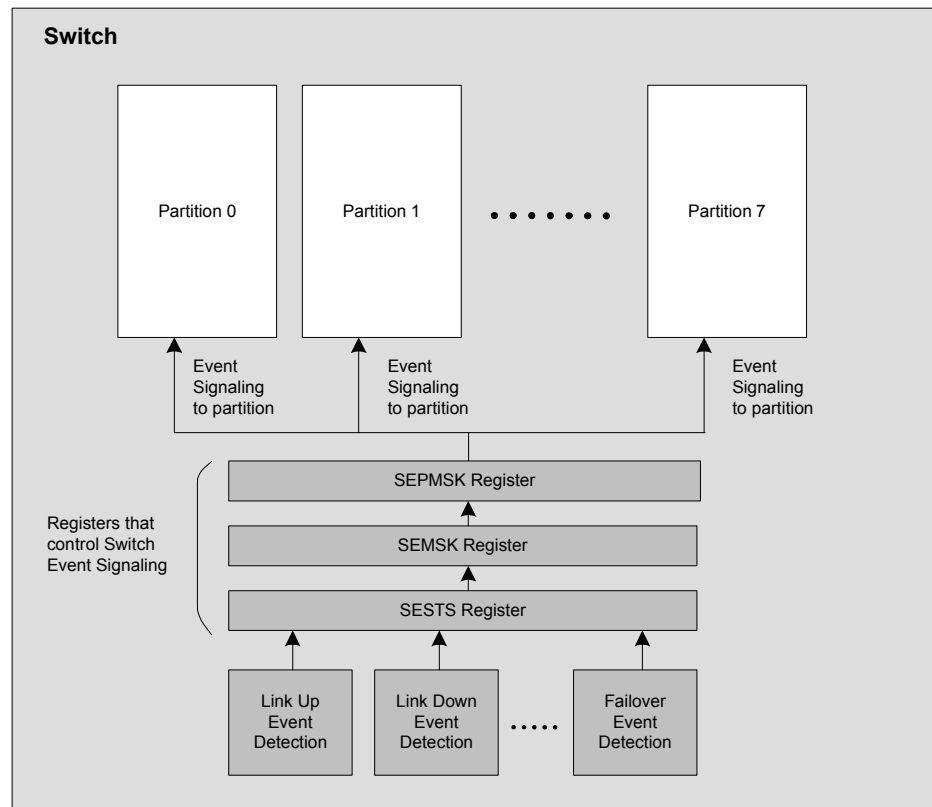 Switch
Partition 0
Partition 1
Partition 7
Event
Signaling
to partition
Event
Signaling
to partition
Event
Signaling
to partition
SEPMSK Register
Registers that
control Switch
Event Signaling
SEMSK Register
SESTS Register
Link Up
Event
Detection
Link Down
Event
Detection
Failover
Event
Detection